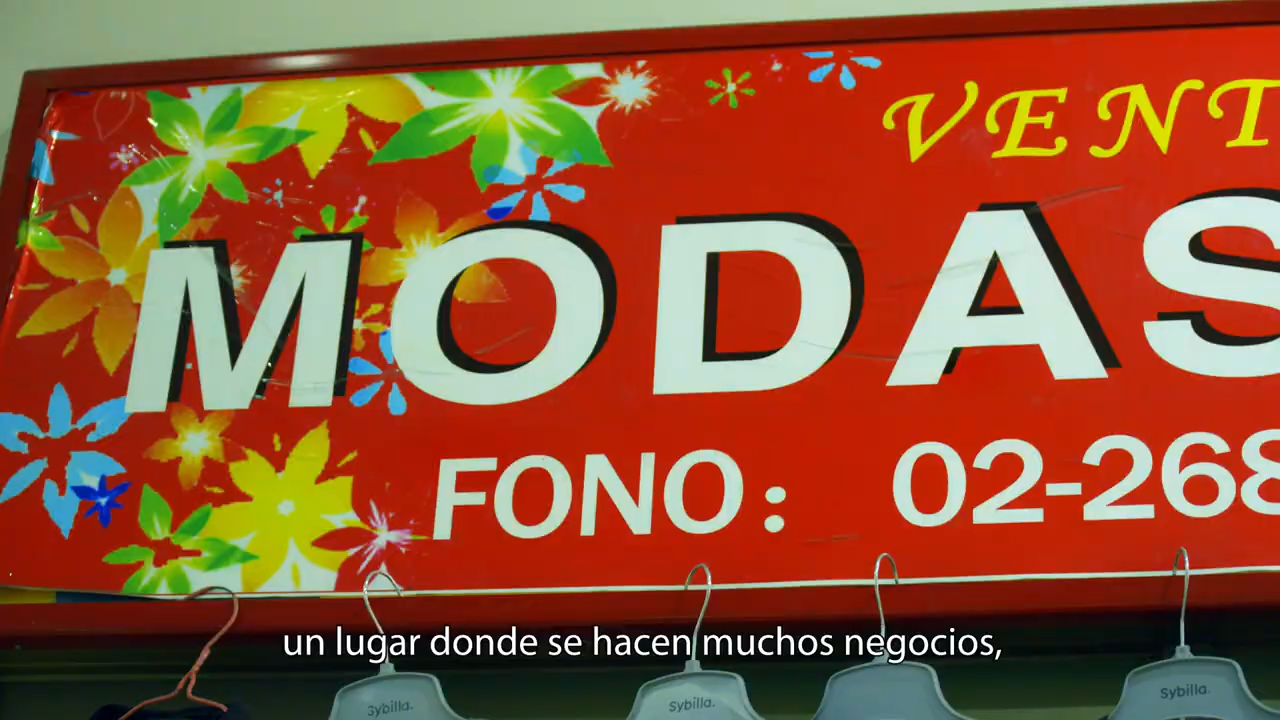 VENT
MODAS
FONO: 02-268
un lugar donde se hacen muchos negocios,
Sybilla.
Sybilla.
Sybilla.